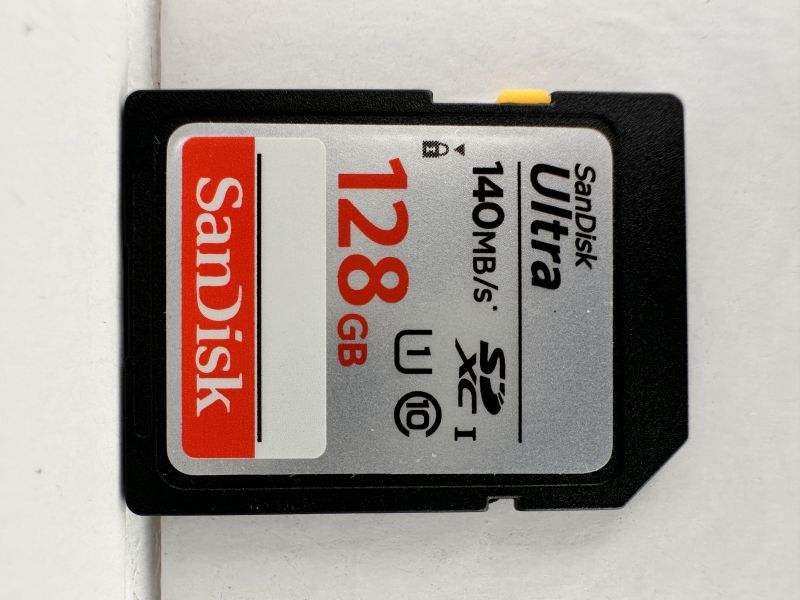 SanDisk
Ultra
140MB/s*
SDXC I
U1 10
128GB
SanDisk